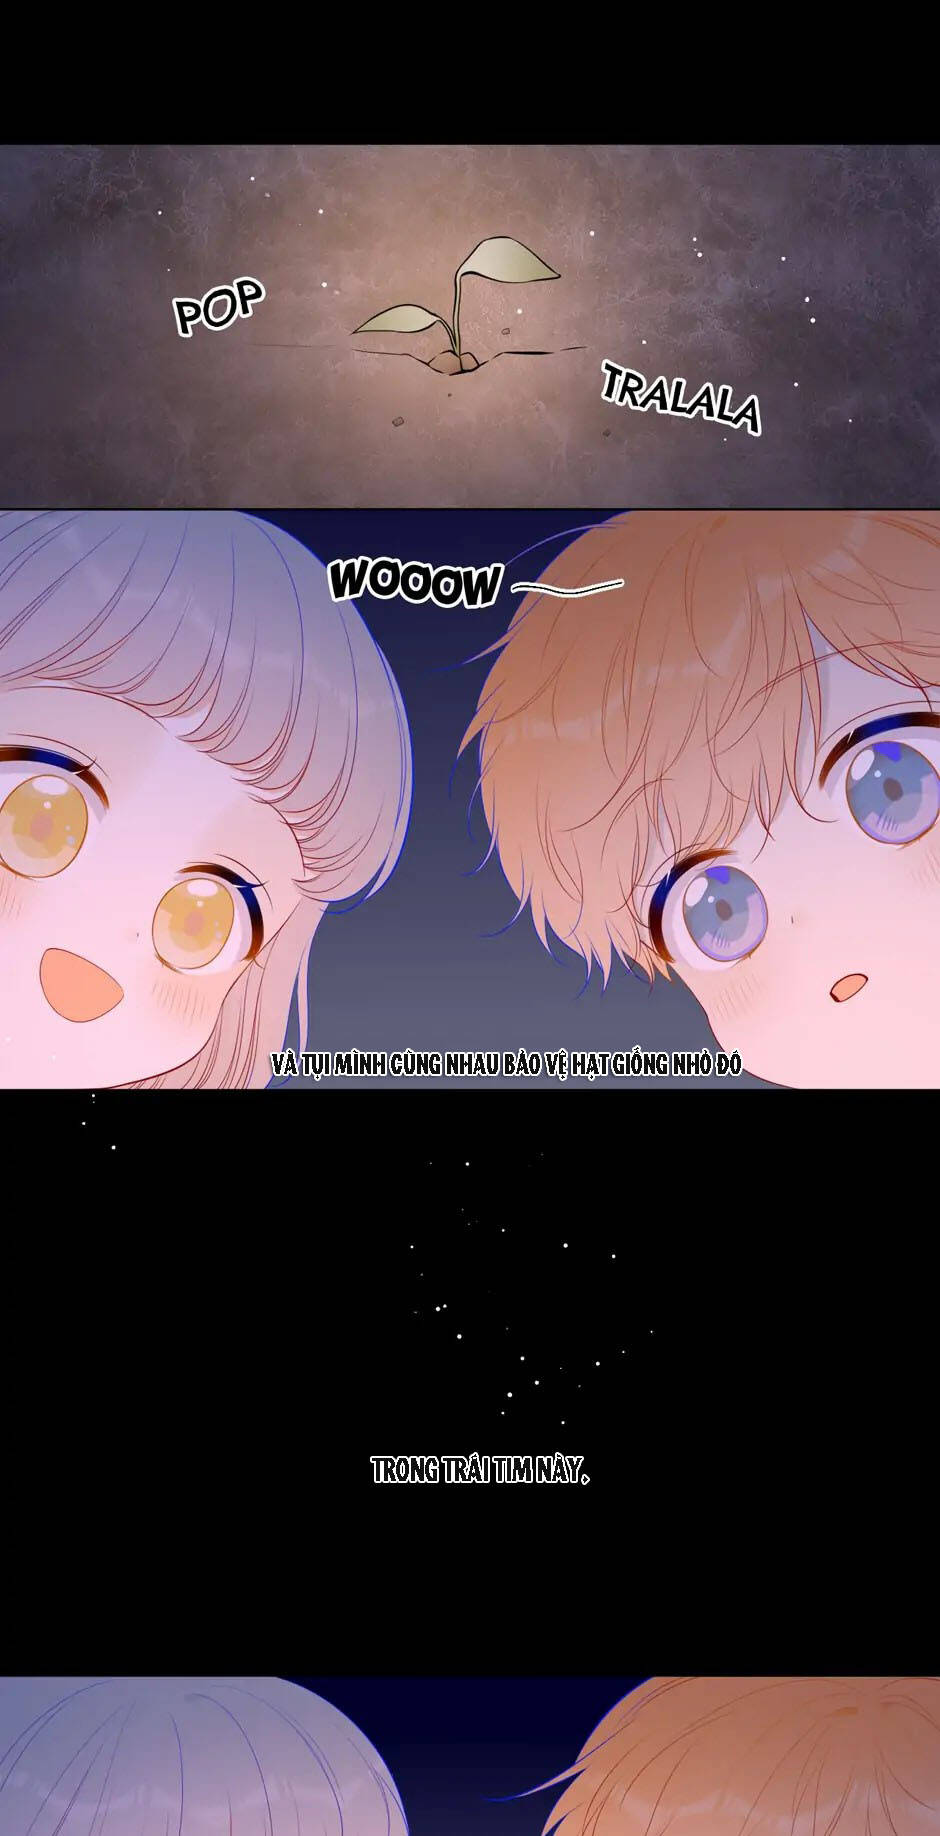 POP
TRALALA
WOOOW ~
VÀ TỤI MÌNH CÙNG NHAU BẢO VỆ HẠT GIỐNG NHỎ ĐÓ
TRONG TRÁI TIM NÀY,